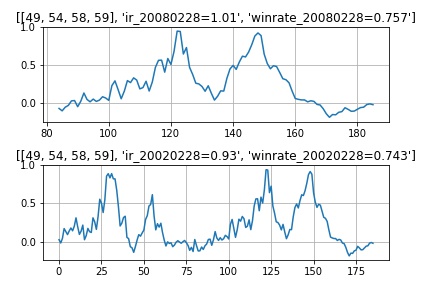 [[49, 54, 58, 59], 'ir_20080228=1.01', 'winrate_20080228=0.757']
1.0
0.5
0.0
80 100 120 140 160 180
[[49, 54, 58, 59], 'ir_20020228=0.93', 'winrate_20020228=0.743']
1.0
0.5
0.0
0 25 50 75 100 125 150 175